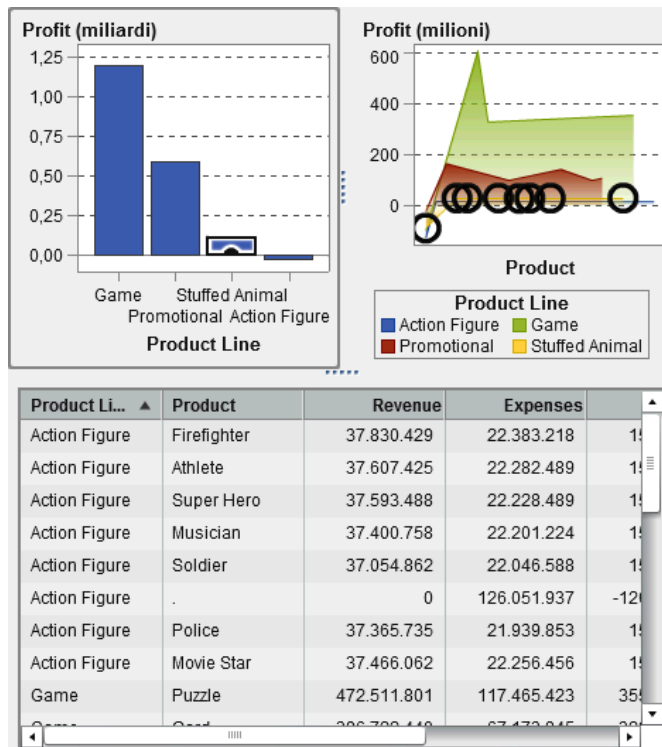 Profit (miliardi)
1,25
1,00
0,75
0,50
0,25
0,00
Game Stuffed Animal
Promotional Action Figure
Product Line
Profit (milioni)
600
400
200
0
Product
Product Line
Action Figure Game
Promotional Stuffed Animal
Product Li... Product Revenue Expenses
Action Figure Firefighter 37.830.429 22.383.218
Action Figure Athlete 37.607.425 22.282.489
Action Figure Super Hero 37.593.488 22.228.489
Action Figure Musician 37.400.758 22.201.224
Action Figure Soldier 37.054.862 22.046.588
Action Figure . 0 126.051.937
Action Figure Police 37.365.735 21.939.853
Action Figure Movie Star 37.466.062 22.256.456
Game Puzzle 472.511.801 117.465.423